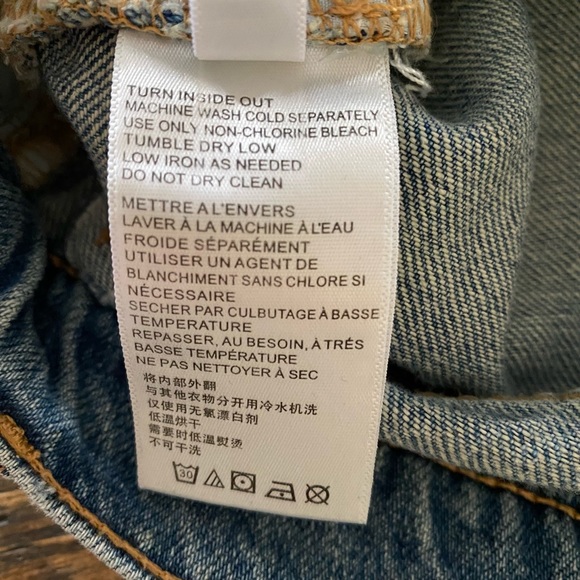 TURN INSIDE OUT
MACHINE WASH COLD SEPARATELY
USE ONLY NON-CHLORINE BLEACH
TUMBLE DRY LOW
LOW IRON AS NEEDED
DO NOT DRY CLEAN
METTRE A L'ENVERS
LAVER À LA MACHINE À L'EAU
FROIDE SÉPARÉMENT
UTILISER UN AGENT DE
BLANCHIMENT SANS CHLORE SI
NÉCESSAIRE
SECHER PAR CULBUTAGE À BASSE
TEMPERATURE
REPASSER, AU BESOIN, À TRÈS
BASSE TEMPÉRATURE
NE PAS NETTOYER À SEC
将内部外翻
与其他衣物分开用冷水机洗
仅使用无氯漂白剂
低温烘干
需要时低温熨烫
不可干洗
30